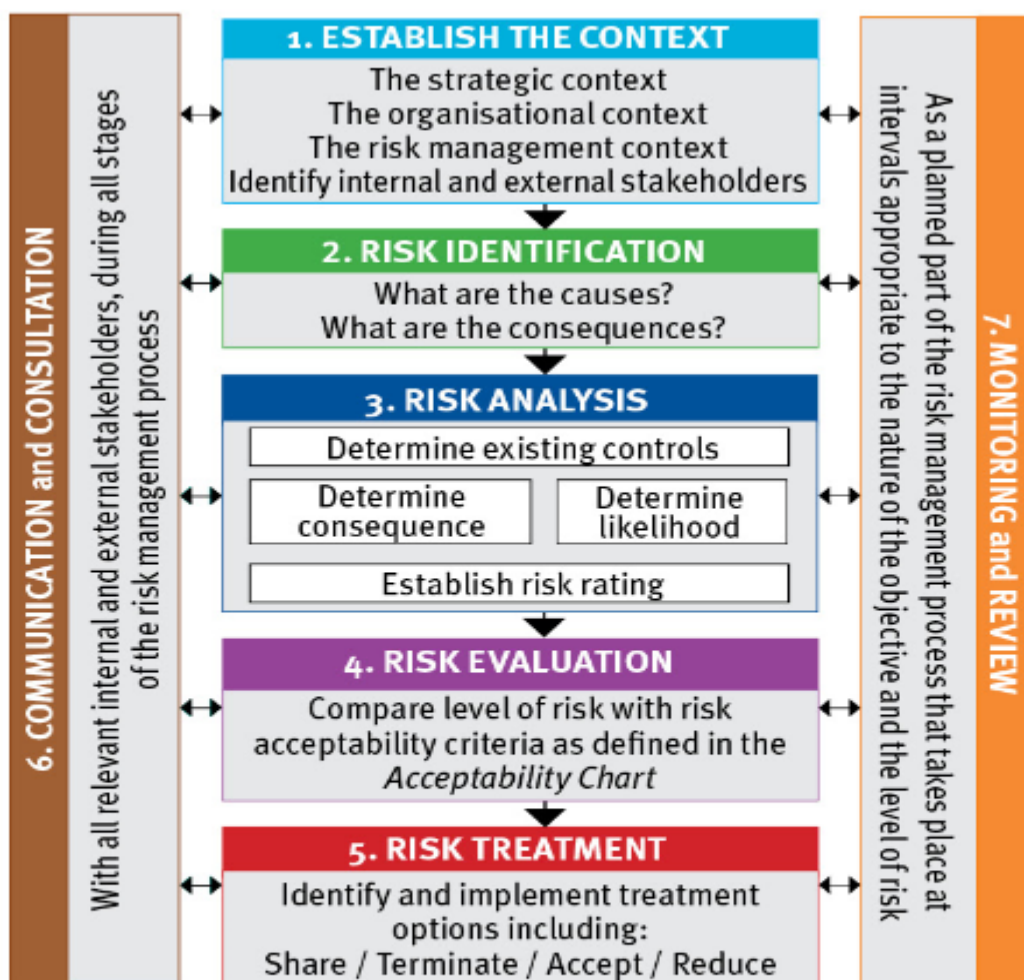 6. COMMUNICATION and CONSULTATION
With all relevant internal and external stakeholders, during all stages
of the risk management process
1. ESTABLISH THE CONTEXT
The strategic context
The organisational context
The risk management context
Identify internal and external stakeholders
2. RISK IDENTIFICATION
What are the causes?
What are the consequences?
3. RISK ANALYSIS
Determine existing controls
Determine
consequence
Determine
likelihood
Establish risk rating
4. RISK EVALUATION
Compare level of risk with risk
acceptability criteria as defined in the
Acceptability Chart
5. RISK TREATMENT
Identify and implement treatment
options including:
Share / Terminate / Accept / Reduce
As a planned part of the risk management process that takes place at
intervals appropriate to the nature of the objective and the level of risk
7. MONITORING and REVIEW